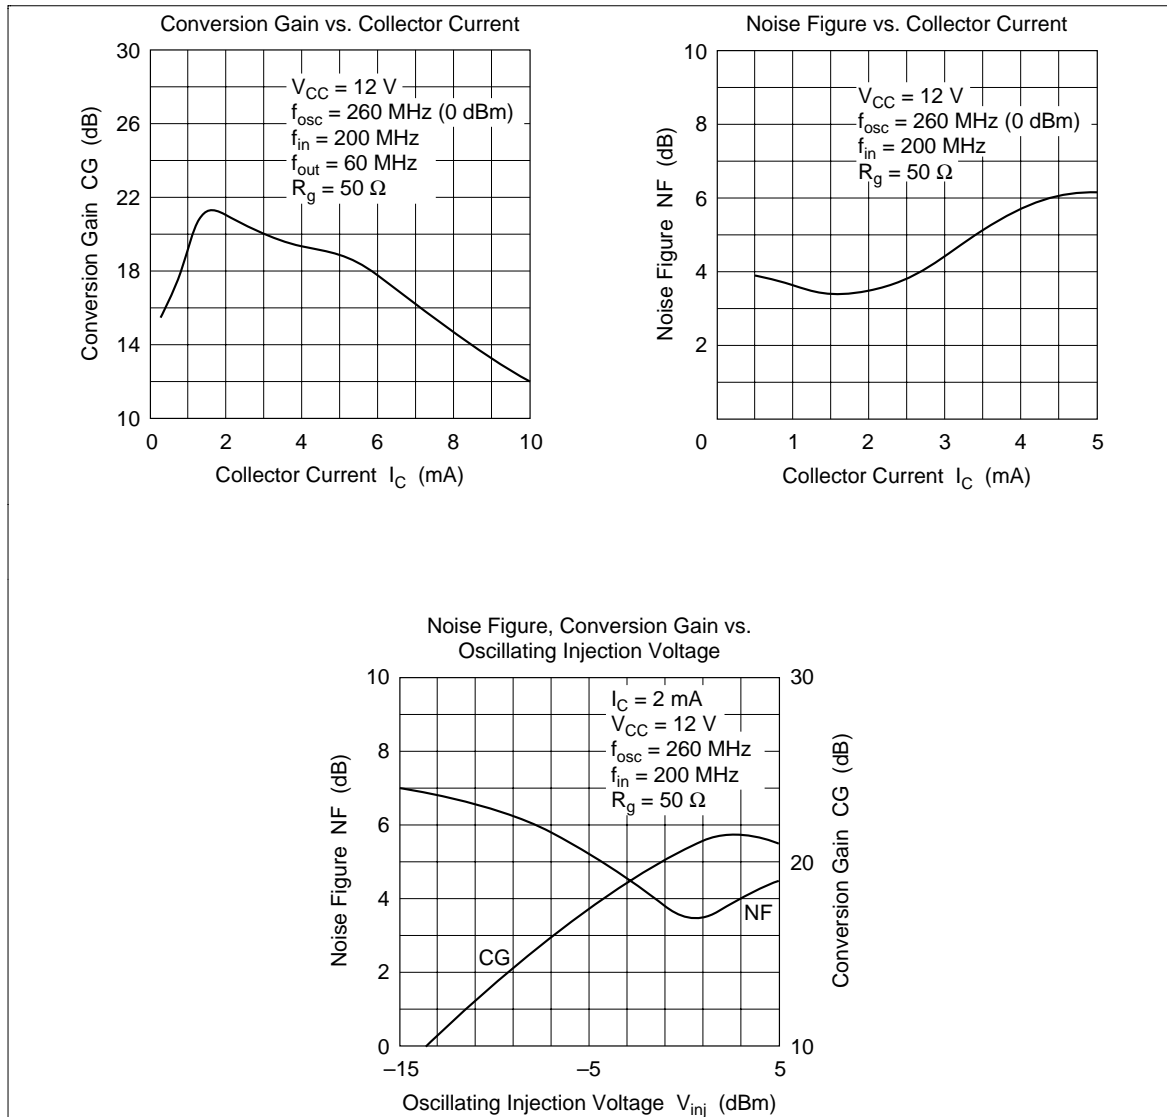 Conversion Gain vs. Collector Current
30
26
22
18
14
10
Conversion Gain CG (dB)
V_CC = 12 V
f_osc = 260 MHz (0 dBm)
f_in = 200 MHz
f_out = 60 MHz
R_g = 50 Ω
0 2 4 6 8 10
Collector Current I_C (mA)
Noise Figure vs. Collector Current
10
8
6
4
2
0
Noise Figure NF (dB)
V_CC = 12 V
f_osc = 260 MHz (0 dBm)
f_in = 200 MHz
R_g = 50 Ω
1 2 3 4 5
Collector Current I_C (mA)
Noise Figure, Conversion Gain vs.
Oscillating Injection Voltage
10
8
6
4
2
0
Noise Figure NF (dB)
I_C = 2 mA
V_CC = 12 V
f_osc = 260 MHz
f_in = 200 MHz
R_g = 50 Ω
CG
NF
30
20
10
Conversion Gain CG (dB)
–15 –5 5
Oscillating Injection Voltage V_inj (dBm)